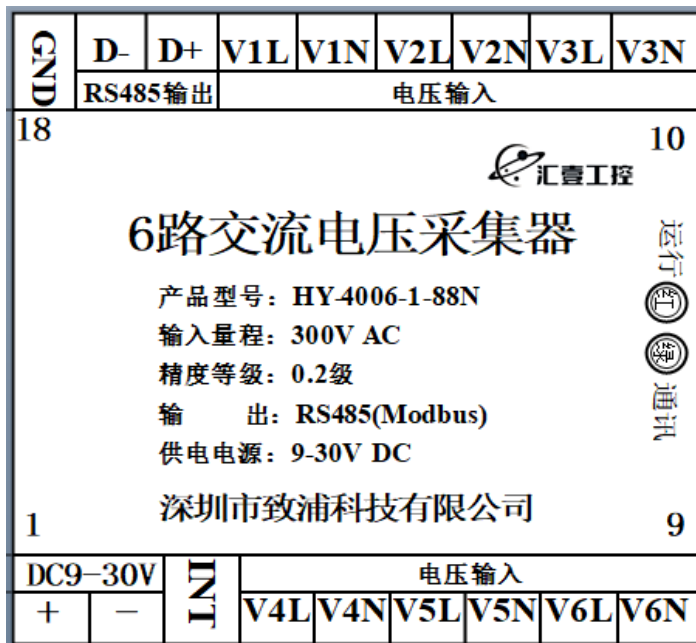 GND D- D+ V1L V1N V2L V2N V3L V3N
RS485输出 电压输入
18 10
汇壹工控
6路交流电压采集器
产品型号：HY-4006-1-88N
输入量程：300V AC
精度等级：0.2级
输 出：RS485(Modbus)
供电电源：9-30V DC
深圳市致浦科技有限公司
运行 红
绿 通讯
1 9
DC9-30V INT 电压输入
+ - V4L V4N V5L V5N V6L V6N